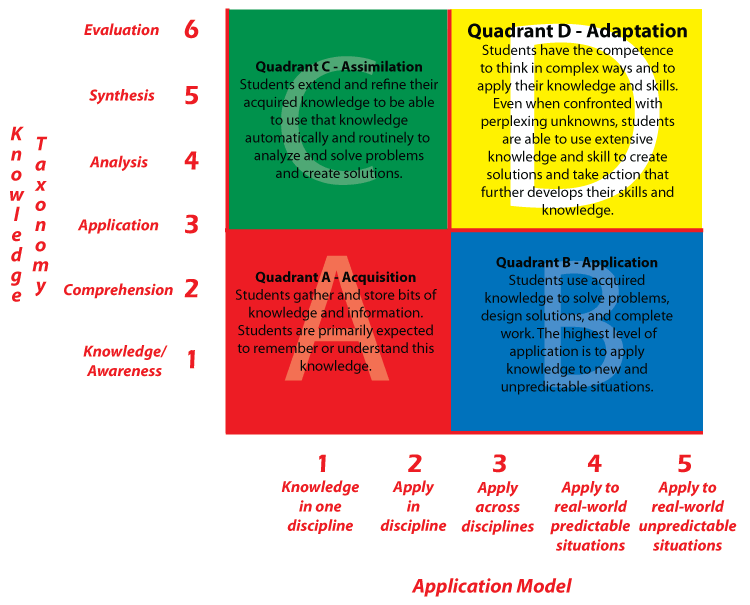 Knowledge
Taxonomy
Evaluation 6
Synthesis 5
Analysis 4
Application 3
Comprehension 2
Knowledge/
Awareness 1
C
Quadrant C - Assimilation
Students extend and refine their
acquired knowledge to be able
to use that knowledge
automatically and routinely to
analyze and solve problems
and create solutions.
D
Quadrant D - Adaptation
Students have the competence
to think in complex ways and to
apply their knowledge and skills.
Even when confronted with
perplexing unknowns, students
are able to use extensive
knowledge and skill to create
solutions and take action that
further develops their skills and
knowledge.
A
Quadrant A - Acquisition
Students gather and store bits of
knowledge and information.
Students are primarily expected
to remember or understand this
knowledge.
B
Quadrant B - Application
Students use acquired
knowledge to solve problems,
design solutions, and complete
work. The highest level of
application is to apply
knowledge to new and
unpredictable situations.
1
Knowledge
in one
discipline
2
Apply
in
discipline
3
Apply
across
disciplines
4
Apply to
real-world
predictable
situations
5
Apply to
real-world
unpredictable
situations
Application Model